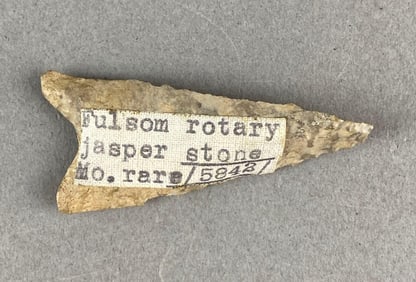 Fulsom rotary
jasper stone
Mo. rare 5842